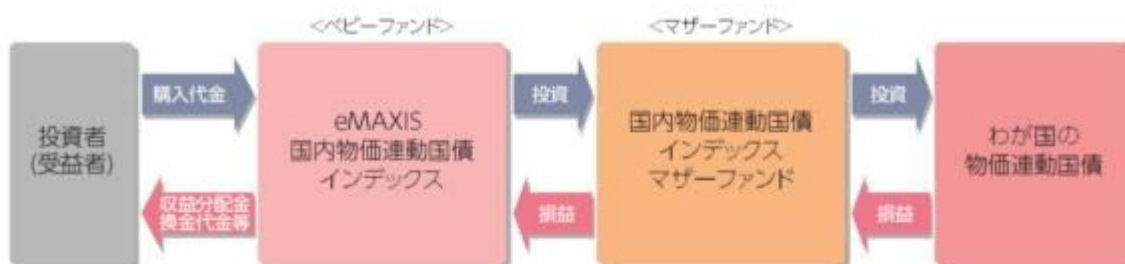 <ベビーファンド>
<マザーファンド>
投資者
(受益者)
購入代金
収益分配金
換金代金等
eMAXIS
国内物価連動国債
インデックス
投資
損益
国内物価連動国債
インデックス
マザーファンド
投資
損益
わが国の
物価連動国債